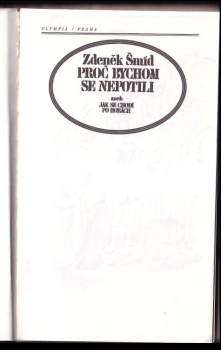 OLYMPIA / PRAHA
Zdeněk Šmíd
PROČ BYCHOM
SE NEPOTILI
aneb
JAK SE CHODÍ
PO HORÁCH